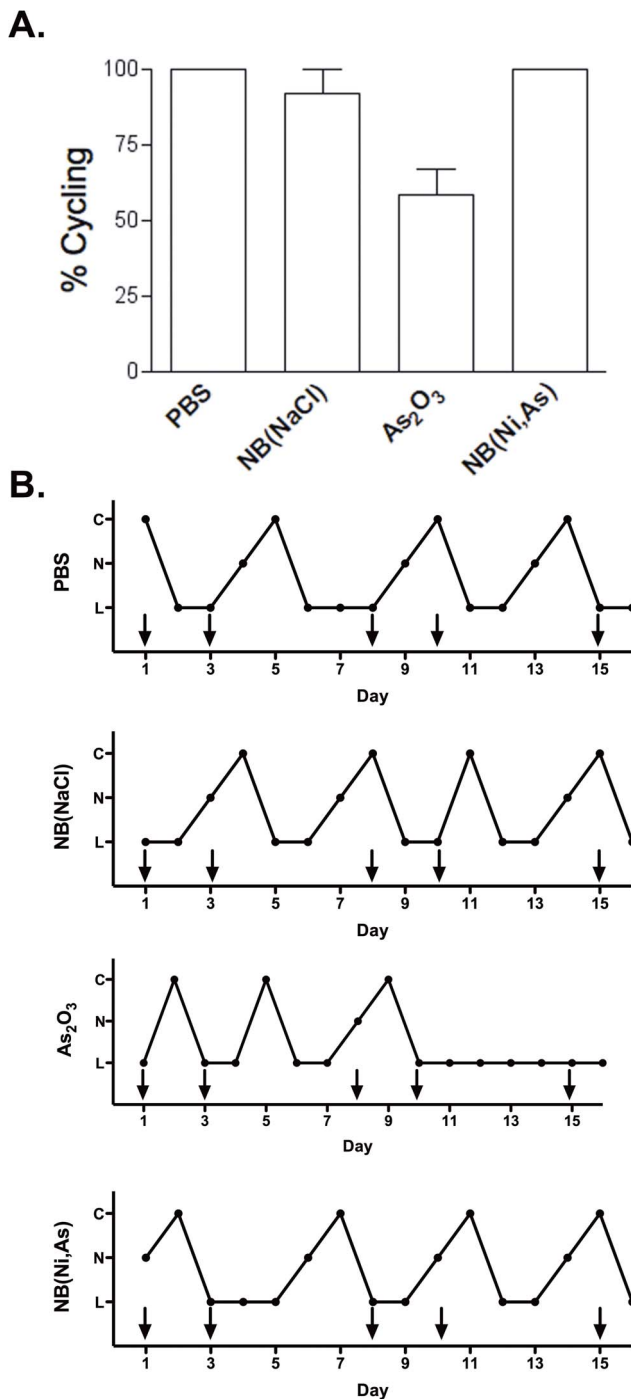 A.
100
75
50
25
0
% Cycling
PBS
NB(NaCl)
As₂O₃
NB(Ni,As)
B.
PBS
C
N
L
1 3 5 7 9 11 13 15
Day
NB(NaCl)
C
N
L
1 3 5 7 9 11 13 15
Day
As₂O₃
C
N
L
1 3 5 7 9 11 13 15
Day
NB(Ni,As)
C
N
L
1 3 5 7 9 11 13 15
Day